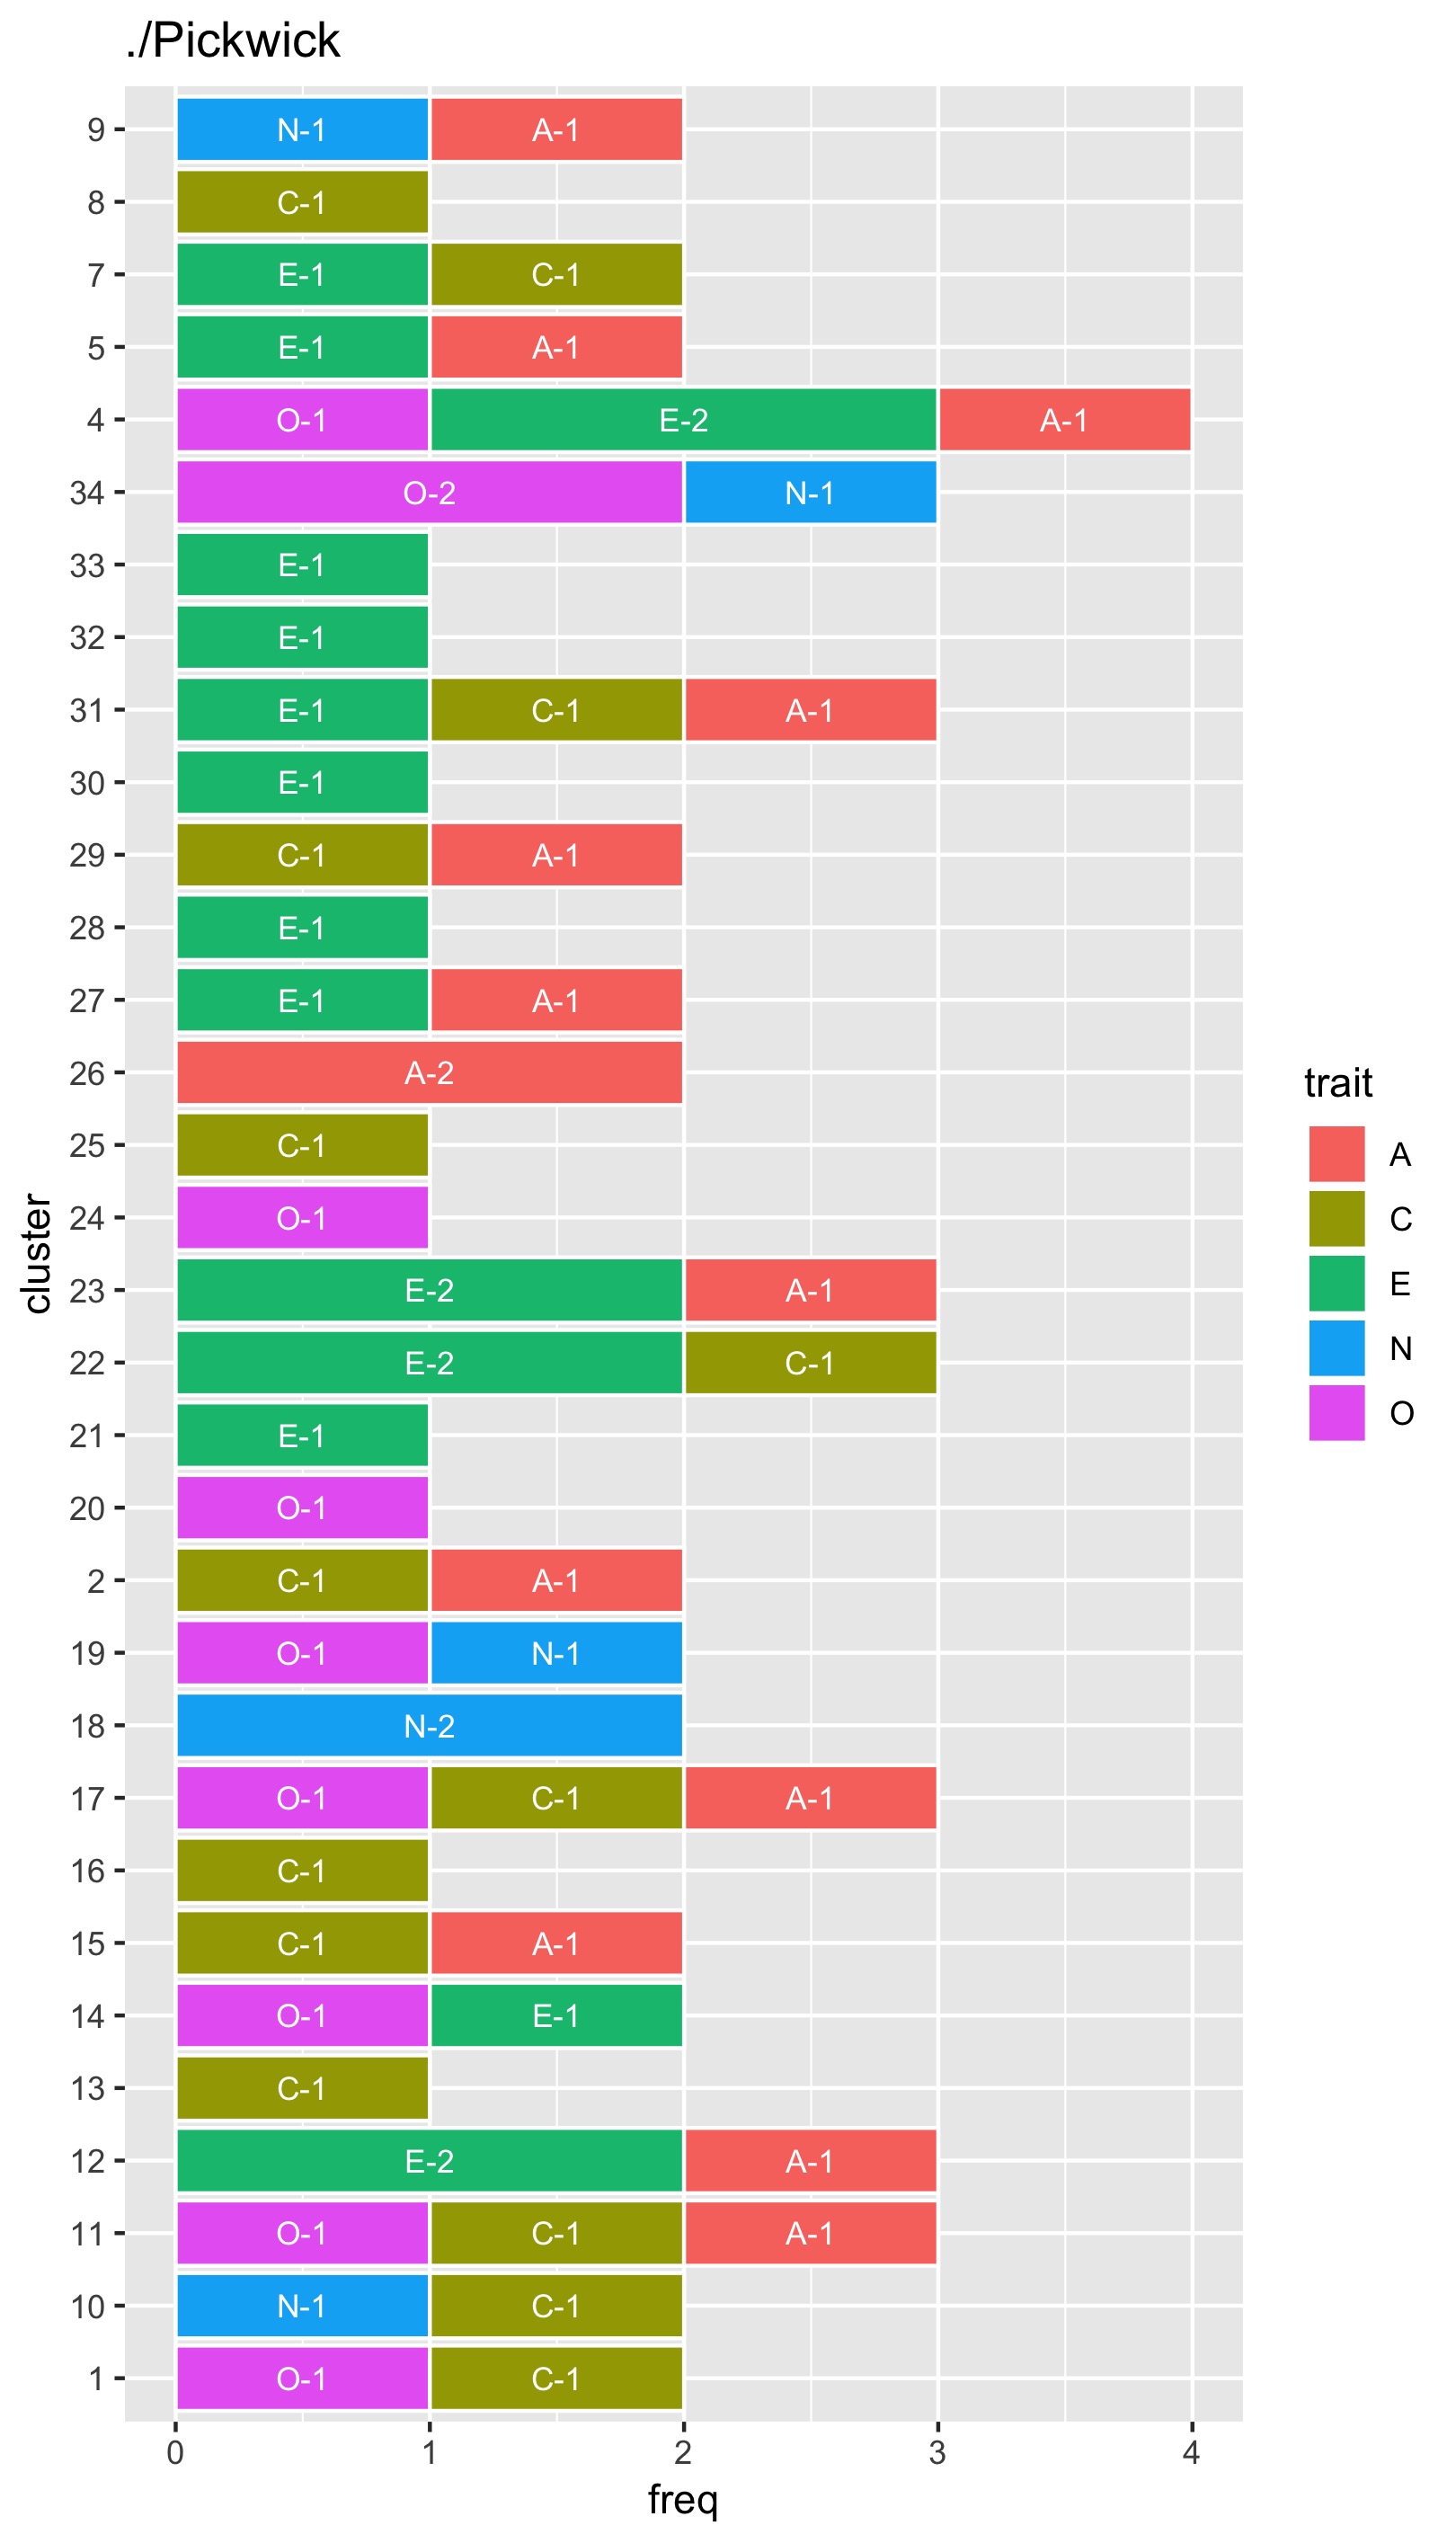 ./Pickwick
9 N-1 A-1
8 C-1
7 E-1 C-1
5 E-1 A-1
4 O-1 E-2 A-1
34 O-2 N-1
33 E-1
32 E-1
31 E-1 C-1 A-1
30 E-1
29 C-1 A-1
28 E-1
27 E-1 A-1
26 A-2
25 C-1
24 O-1
23 E-2 A-1
22 E-2 C-1
21 E-1
20 O-1
2 C-1 A-1
19 O-1 N-1
18 N-2
17 O-1 C-1 A-1
16 C-1
15 C-1 A-1
14 O-1 E-1
13 C-1
12 E-2 A-1
11 O-1 C-1 A-1
10 N-1 C-1
1 O-1 C-1
0 1 2 3 4
freq
cluster
trait
A
C
E
N
O